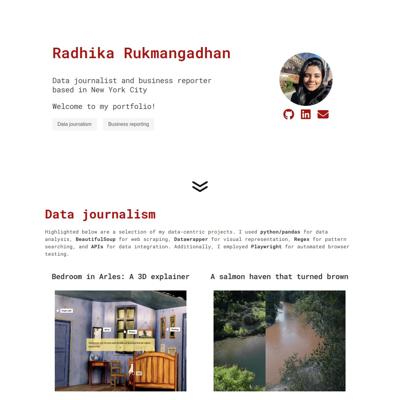 Radhika Rukmangadhan
Data journalist and business reporter
based in New York City
Welcome to my portfolio!
Data journalism
Business reporting
Data journalism
Highlighted below are a selection of my data-centric projects. I used python/pandas for data
analysis, BeautifulSoup for web scraping, Datawrapper for visual representation, Regex for pattern
searching, and APIs for data integration. Additionally, I employed Playwright for automated browser
testing.
Bedroom in Arles: A 3D explainer
A salmon haven that turned brown